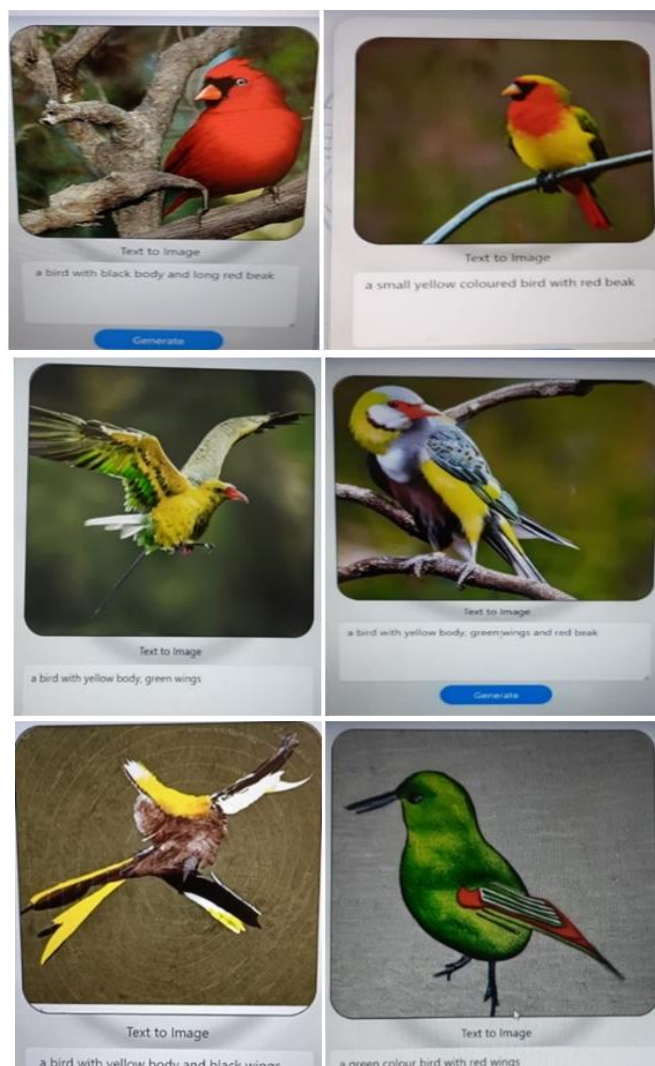 Text to Image
a bird with black body and long red beak
Generate
Text to Image
a small yellow coloured bird with red beak
Text to Image
a bird with yellow body, green wings
Text to Image
a bird with yellow body, green wings and red beak
Generate
Text to Image
a bird with yellow body and black wings
Text to Image
a green colour bird with red wings